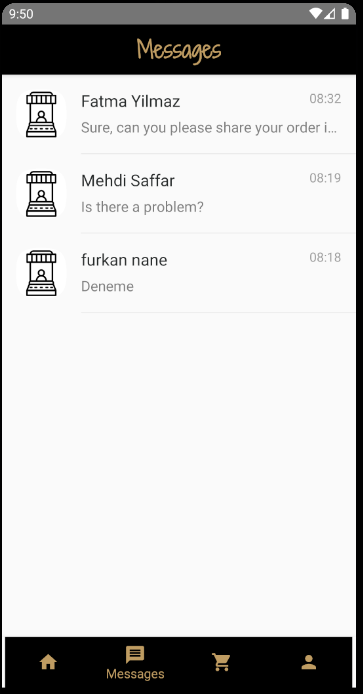 9:50
Messages
Fatma Yilmaz 08:32
Sure, can you please share your order i...
Mehdi Saffar 08:19
Is there a problem?
furkan nane 08:18
Deneme
Messages